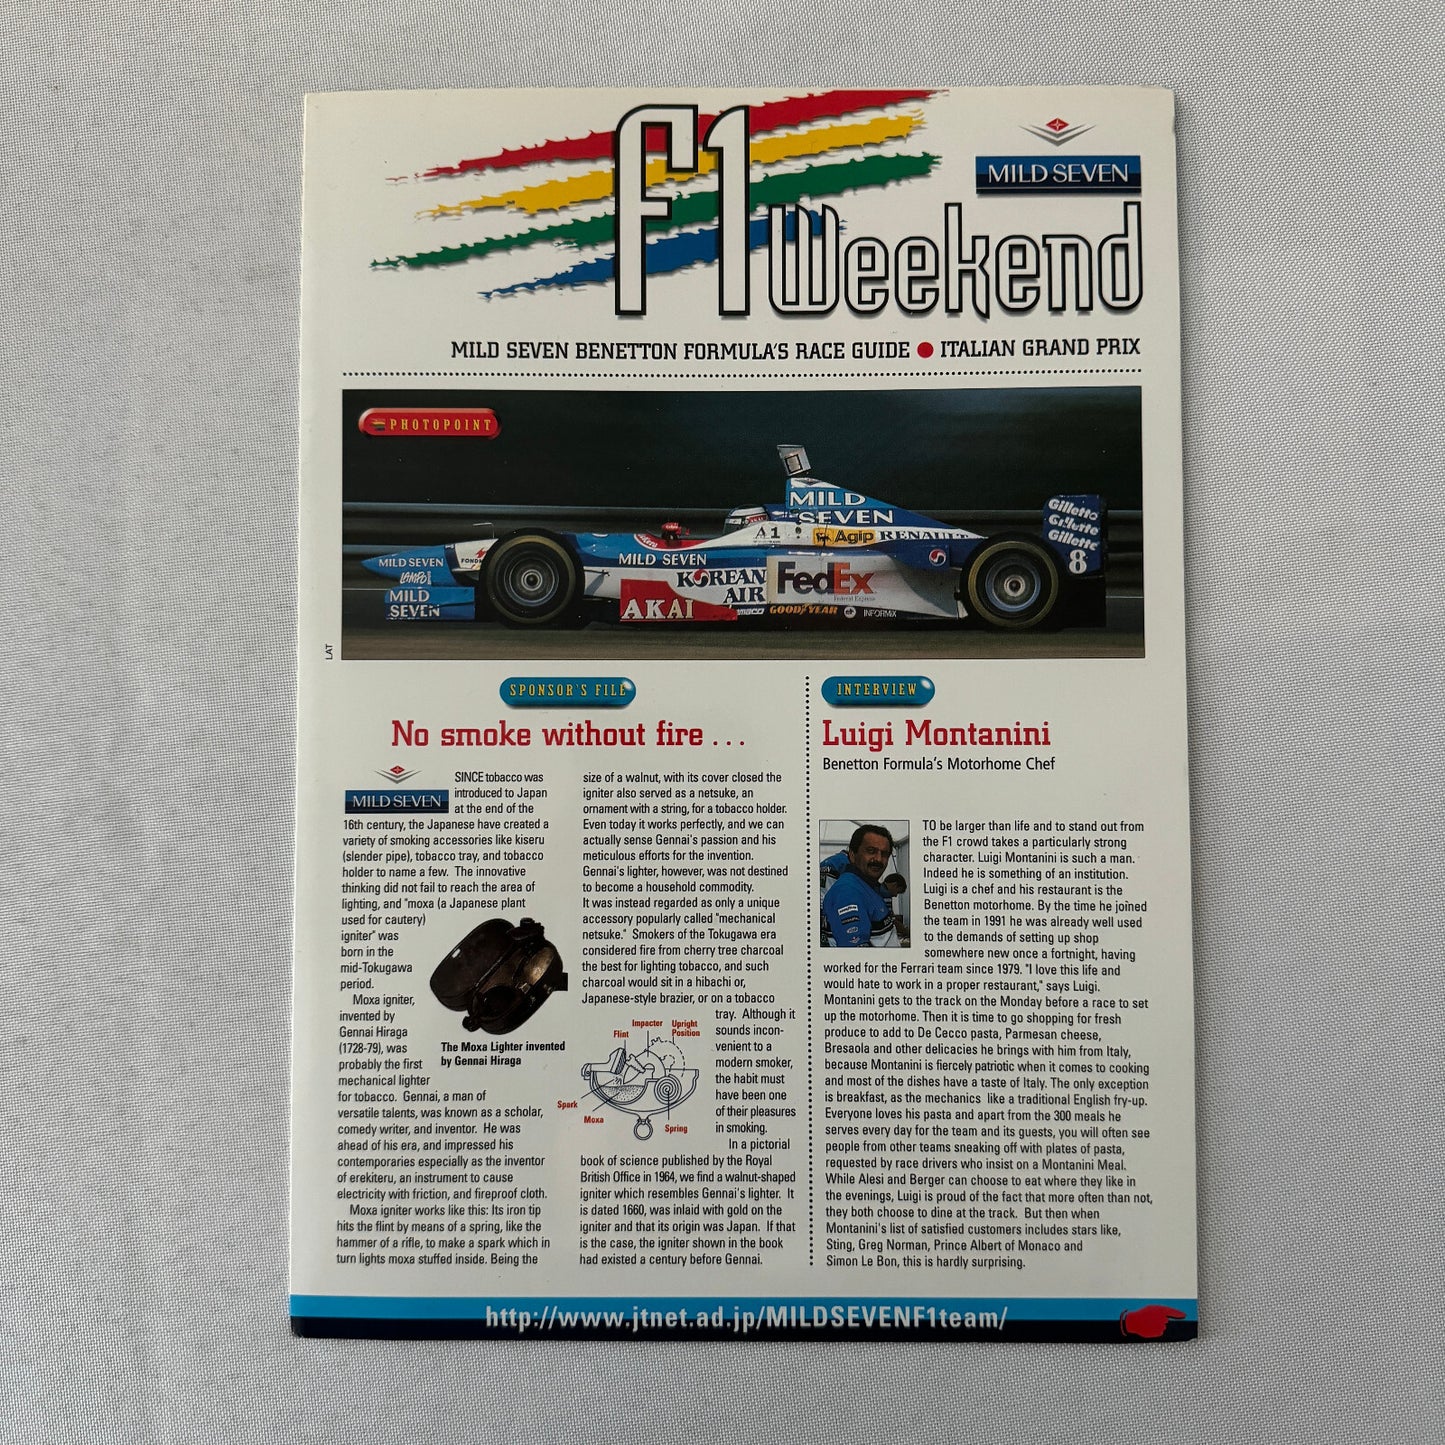 F1 Weekend
MILD SEVEN
MILD SEVEN BENETTON FORMULA'S RACE GUIDE ● ITALIAN GRAND PRIX
PHOTOPOINT
MILD
SEVEN
A1
Agip RENAULT
Gillette
Gillette
Gillette
8
MILD SEVEN
MILD
SEVEN
MILD SEVEN
KOREAN
AIR
FedEx
Federal Express
AKAI
GOODYEAR
INFORMIX
LAT
SPONSOR'S FILE
No smoke without fire . . .
MILD SEVEN
SINCE tobacco was
introduced to Japan
at the end of the
16th century, the Japanese have created a
variety of smoking accessories like kiseru
(slender pipe), tobacco tray, and tobacco
holder to name a few. The innovative
thinking did not fail to reach the area of
lighting, and "moxa (a Japanese plant
used for cautery)
igniter" was
born in the
mid-Tokugawa
period.
Moxa igniter,
invented by
Gennai Hiraga
(1728-79), was
probably the first
mechanical lighter
for tobacco. Gennai, a man of
versatile talents, was known as a scholar,
comedy writer, and inventor. He was
ahead of his era, and impressed his
contemporaries especially as the inventor
of erekiteru, an instrument to cause
electricity with friction, and fireproof cloth.
Moxa igniter works like this: Its iron tip
hits the flint by means of a spring, like the
hammer of a rifle, to make a spark which in
turn lights moxa stuffed inside. Being the
The Moxa Lighter invented
by Gennai Hiraga
size of a walnut, with its cover closed the
igniter also served as a netsuke, an
ornament with a string, for a tobacco holder.
Even today it works perfectly, and we can
actually sense Gennai's passion and his
meticulous efforts for the invention.
Gennai's lighter, however, was not destined
to become a household commodity.
It was instead regarded as only a unique
accessory popularly called "mechanical
netsuke." Smokers of the Tokugawa era
considered fire from cherry tree charcoal
the best for lighting tobacco, and such
charcoal would sit in a hibachi or,
Japanese-style brazier, or on a tobacco
tray. Although it
sounds incon-
venient to a
modern smoker,
the habit must
have been one
of their pleasures
in smoking.
In a pictorial
book of science published by the Royal
British Office in 1964, we find a walnut-shaped
igniter which resembles Gennai's lighter. It
is dated 1660, was inlaid with gold on the
igniter and that its origin was Japan. If that
is the case, the igniter shown in the book
had existed a century before Gennai.
Flint
Impacter
Upright
Position
Spark
Moxa
Spring
INTERVIEW
Luigi Montanini
Benetton Formula's Motorhome Chef
TO be larger than life and to stand out from
the F1 crowd takes a particularly strong
character. Luigi Montanini is such a man.
Indeed he is something of an institution.
Luigi is a chef and his restaurant is the
Benetton motorhome. By the time he joined
the team in 1991 he was already well used
to the demands of setting up shop
somewhere new once a fortnight, having
worked for the Ferrari team since 1979. "I love this life and
would hate to work in a proper restaurant," says Luigi.
Montanini gets to the track on the Monday before a race to set
up the motorhome. Then it is time to go shopping for fresh
produce to add to De Cecco pasta, Parmesan cheese,
Bresaola and other delicacies he brings with him from Italy,
because Montanini is fiercely patriotic when it comes to cooking
and most of the dishes have a taste of Italy. The only exception
is breakfast, as the mechanics like a traditional English fry-up.
Everyone loves his pasta and apart from the 300 meals he
serves every day for the team and its guests, you will often see
people from other teams sneaking off with plates of pasta,
requested by race drivers who insist on a Montanini Meal.
While Alesi and Berger can choose to eat where they like in
the evenings, Luigi is proud of the fact that more often than not,
they both choose to dine at the track. But then when
Montanini's list of satisfied customers includes stars like,
Sting, Greg Norman, Prince Albert of Monaco and
Simon Le Bon, this is hardly surprising.
http://www.jtnet.ad.jp/MILDSEVENF1team/